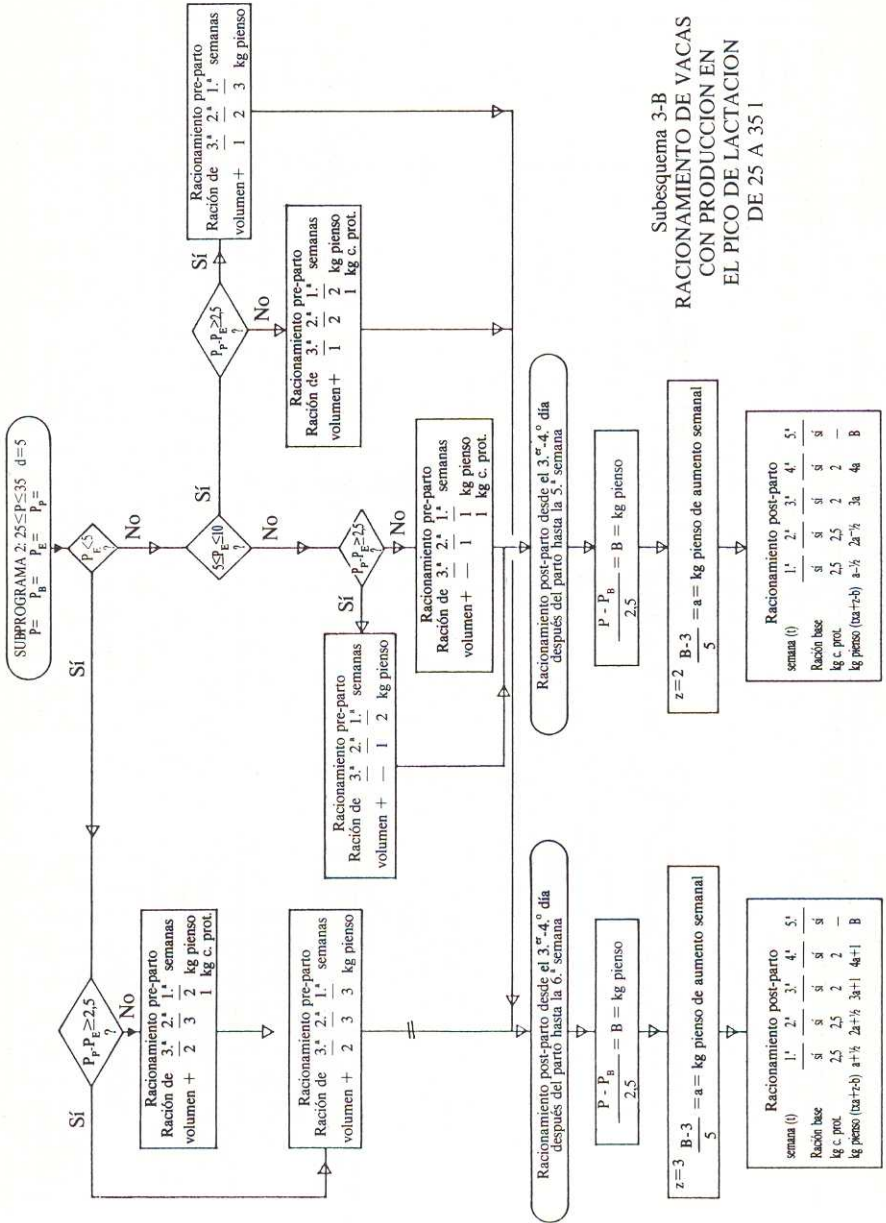 SUBPROGRAMA 2: 25≤P≤35 d=5
P= P_B= P_E= P_P=
P_E<5
?
Sí
No
P_P-P_E≥2,5
?
Sí
No
Racionamiento pre-parto
Ración de 3.ª 2.ª 1.ª semanas
volumen + 2 3 2 kg pienso
1 kg c. prot.
Racionamiento pre-parto
Ración de 3.ª 2.ª 1.ª semanas
volumen + 2 3 3 kg pienso
5≤P_E≤10
?
Sí
No
P_P-P_E≥2,5
?
Sí
No
Racionamiento pre-parto
Ración de 3.ª 2.ª 1.ª semanas
volumen + 1 2 3 kg pienso
Racionamiento pre-parto
Ración de 3.ª 2.ª 1.ª semanas
volumen + 1 2 2 kg pienso
1 kg c. prot.
P_P-P_E≥2,5
?
Sí
No
Racionamiento pre-parto
Ración de 3.ª 2.ª 1.ª semanas
volumen + — 1 2 kg pienso
Racionamiento pre-parto
Ración de 3.ª 2.ª 1.ª semanas
volumen + — 1 1 kg pienso
1 kg c. prot.
Racionamiento post-parto desde el 3.er-4.º día
después del parto hasta la 6.ª semana
P - P_B
2,5
= B = kg pienso
z=3 B-3
5
= a = kg pienso de aumento semanal
Racionamiento post-parto
semana (t) 1.ª 2.ª 3.ª 4.ª 5.ª
Ración base si si si si si
kg c. prot. 2,5 2,5 2 2 —
kg pienso (txa+z-b) a+½ 2a+½ 3a+1 4a+1 B
Racionamiento post-parto desde el 3.er-4.º día
después del parto hasta la 5.ª semana
P - P_B
2,5
= B = kg pienso
z=2 B-3
5
= a = kg pienso de aumento semanal
Racionamiento post-parto
semana (t) 1.ª 2.ª 3.ª 4.ª 5.ª
Ración base si si si si si
kg c. prot. 2,5 2,5 2 2 —
kg pienso (txa+z-b) a-½ 2a-½ 3a 4a B
Subesquema 3-B
RACIONAMIENTO DE VACAS
CON PRODUCCION EN
EL PICO DE LACTACION
DE 25 A 35 l